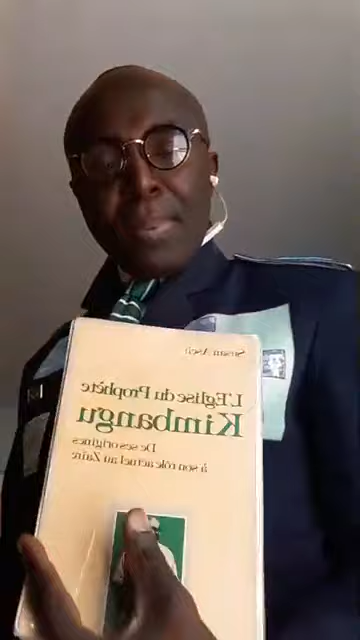 Susan Asch
L'Eglise du Prophète
Kimbangu
De ses origines
à son rôle actuel au Zaïre